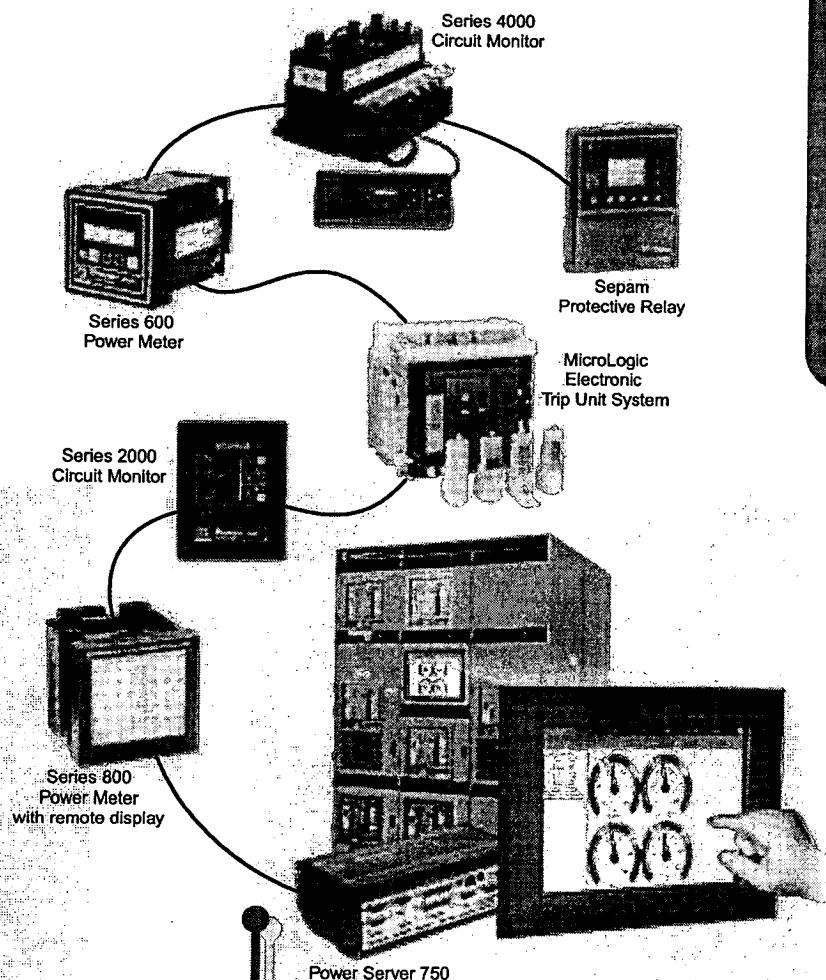 Series 4000
Circuit Monitor
Sepam
Protective Relay
Series 600
Power Meter
MicroLogic
Electronic
Trip Unit System
Series 2000
Circuit Monitor
Series 800
Power Meter
with remote display
Power Server 750